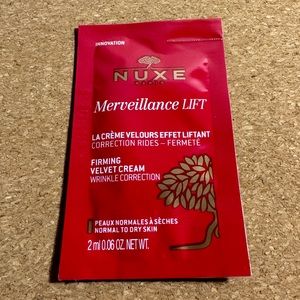 INNOVATION
NUXE
PARIS
Merveillance LIFT
LA CRÈME VELOURS EFFET LIFTANT
CORRECTION RIDES – FERMETÉ
FIRMING
VELVET CREAM
WRINKLE CORRECTION
PEAUX NORMALES À SÈCHES
NORMAL TO DRY SKIN
2 ml 0.06 OZ. NET WT.